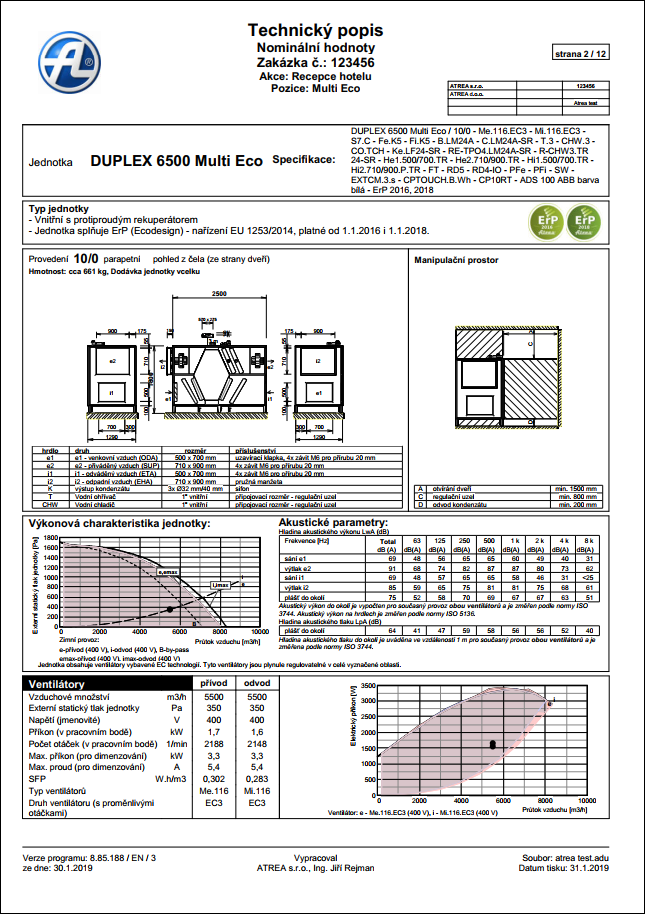 Technický popis
Nominální hodnoty
Zakázka č.: 123456
Akce: Recepce hotelu
Pozice: Multi Eco
strana 2 / 12
ATREA s.r.o. 123456
ATREA d.o.o.
Atrea test
Jednotka DUPLEX 6500 Multi Eco Specifikace:
DUPLEX 6500 Multi Eco / 10/0 - Me.116.EC3 - Mi.116.EC3 -
S7.C - Fe.K5 - Fi.K5 - B.LM24A - C.LM24A-SR - T.3 - CHW.3 -
CO.TCH - Ke.LF24-SR - RE-TPO4.LM24A-SR - R-CHW3.TR
24-SR - He1.500/700.TR - He2.710/900.TR - Hi1.500/700.TR -
Hi2.710/900.P.TR - FT - RD5 - RD4-IO - PFe - PFi - SW -
EXTCM.3.s - CPTOUCH.B.Wh - CP10RT - ADS 100 ABB barva
bílá - ErP 2016, 2018
Typ jednotky
- Vnitřní s protiproudým rekuperátorem
- Jednotka splňuje ErP (Ecodesign) - nařízení EU 1253/2014, platné od 1.1.2016 i 1.1.2018.
ErP 2016
ErP 2018
Provedení 10/0 parapetní pohled z čela (ze strany dveří)
Hmotnost: cca 661 kg, Dodávka jednotky vcelku
Manipulační prostor
2500
900 175 500 x 225 175 900
e2 i2 e2 i2
i1 e1 i1 e1
710 500 100
700 300 300 700
1290 1290
A
C
hrdlo druh rozměr příslušenství
e1 e1 - venkovní vzduch (ODA) 500 x 700 mm uzavírací klapka, 4x závit M6 pro přírubu 20 mm
e2 e2 - přiváděný vzduch (SUP) 710 x 900 mm 4x závit M6 pro přírubu 20 mm
i1 i1 - odváděný vzduch (ETA) 500 x 700 mm 4x závit M6 pro přírubu 20 mm
i2 i2 - odpadní vzduch (EHA) 710 x 900 mm pružná manžeta
K výstup kondenzátu 3x Ø32 mm/40 mm sifon
T Vodní ohřívač 1" vnitřní připojovací rozměr - regulační uzel
CHW Vodní chladič 1" vnitřní připojovací rozměr - regulační uzel
A otvírání dveří min. 1500 mm
C regulační uzel min. 800 mm
D odvod kondenzátu min. 200 mm
Výkonová charakteristika jednotky:
Externí statický tlak jednotky [Pa]
1800
1600
1400
1200
1000
800
600
400
200
0
e,emax
i,imax
B
0 2000 4000 6000 8000 10000
Zimní provoz: Průtok vzduchu [m3/h]
e-přívod (400 V), i-odvod (400 V), B-by-pass
emax-přívod (400 V), imax-odvod (400 V)
Jednotka obsahuje ventilátory vybavené EC technologií. Tyto ventilátory jsou plynule regulovatelné v celé vyznačené oblasti.
Akustické parametry:
Hladina akustického výkonu LwA (dB)
Frekvence [Hz] Total 63 125 250 500 1 k 2 k 4 k 8 k
dB(A) dB(A) dB(A) dB(A) dB(A) dB(A) dB(A) dB(A) dB(A)
sání e1 69 48 56 65 65 60 49 40 31
výtlak e2 91 68 74 82 87 87 80 73 62
sání i1 69 48 57 65 65 58 46 31 <25
výtlak i2 85 59 65 75 81 81 75 68 61
plášť do okolí 75 52 58 70 69 67 67 63 51
Akustický výkon do okolí je vypočten pro současný provoz obou ventilátorů a je změřen podle normy ISO
3744. Akustický výkon v hrdlech je změřen podle normy ISO 5136.
Hladina akustického tlaku LpA (dB)
plášť do okolí 64 41 47 59 58 56 56 52 40
Hladina akustického tlaku do okolí je uváděna ve vzdálenosti 1 m pro současný provoz obou ventilátorů a je
změřena podle normy ISO 3744.
Ventilátory přívod odvod
Vzduchové množství m3/h 5500 5500
Externí statický tlak jednotky Pa 350 350
Napětí (jmenovité) V 400 400
Příkon (v pracovním bodě) kW 1,7 1,6
Počet otáček (v pracovním bodě) 1/min 2188 2148
Max. příkon (pro dimenzování) kW 3,3 3,3
Max. proud (pro dimenzování) A 5,4 5,4
SFP W.h/m3 0,302 0,283
Typ ventilátorů Me.116 Mi.116
Druh ventilátoru (s proměnlivými EC3 EC3
otáčkami)
Elektrický příkon [W]
3500
3000
2500
2000
1500
1000
500
0
i
e
0 2000 4000 6000 8000 10000
Průtok vzduchu [m3/h]
Ventilátor: e - Me.116.EC3 (400 V), i - Mi.116.EC3 (400 V)
Verze programu: 8.85.188 / EN / 3 Vypracoval Soubor: atrea test.adu
ze dne: 30.1.2019 ATREA s.r.o., Ing. Jiří Rejman Datum tisku: 31.1.2019